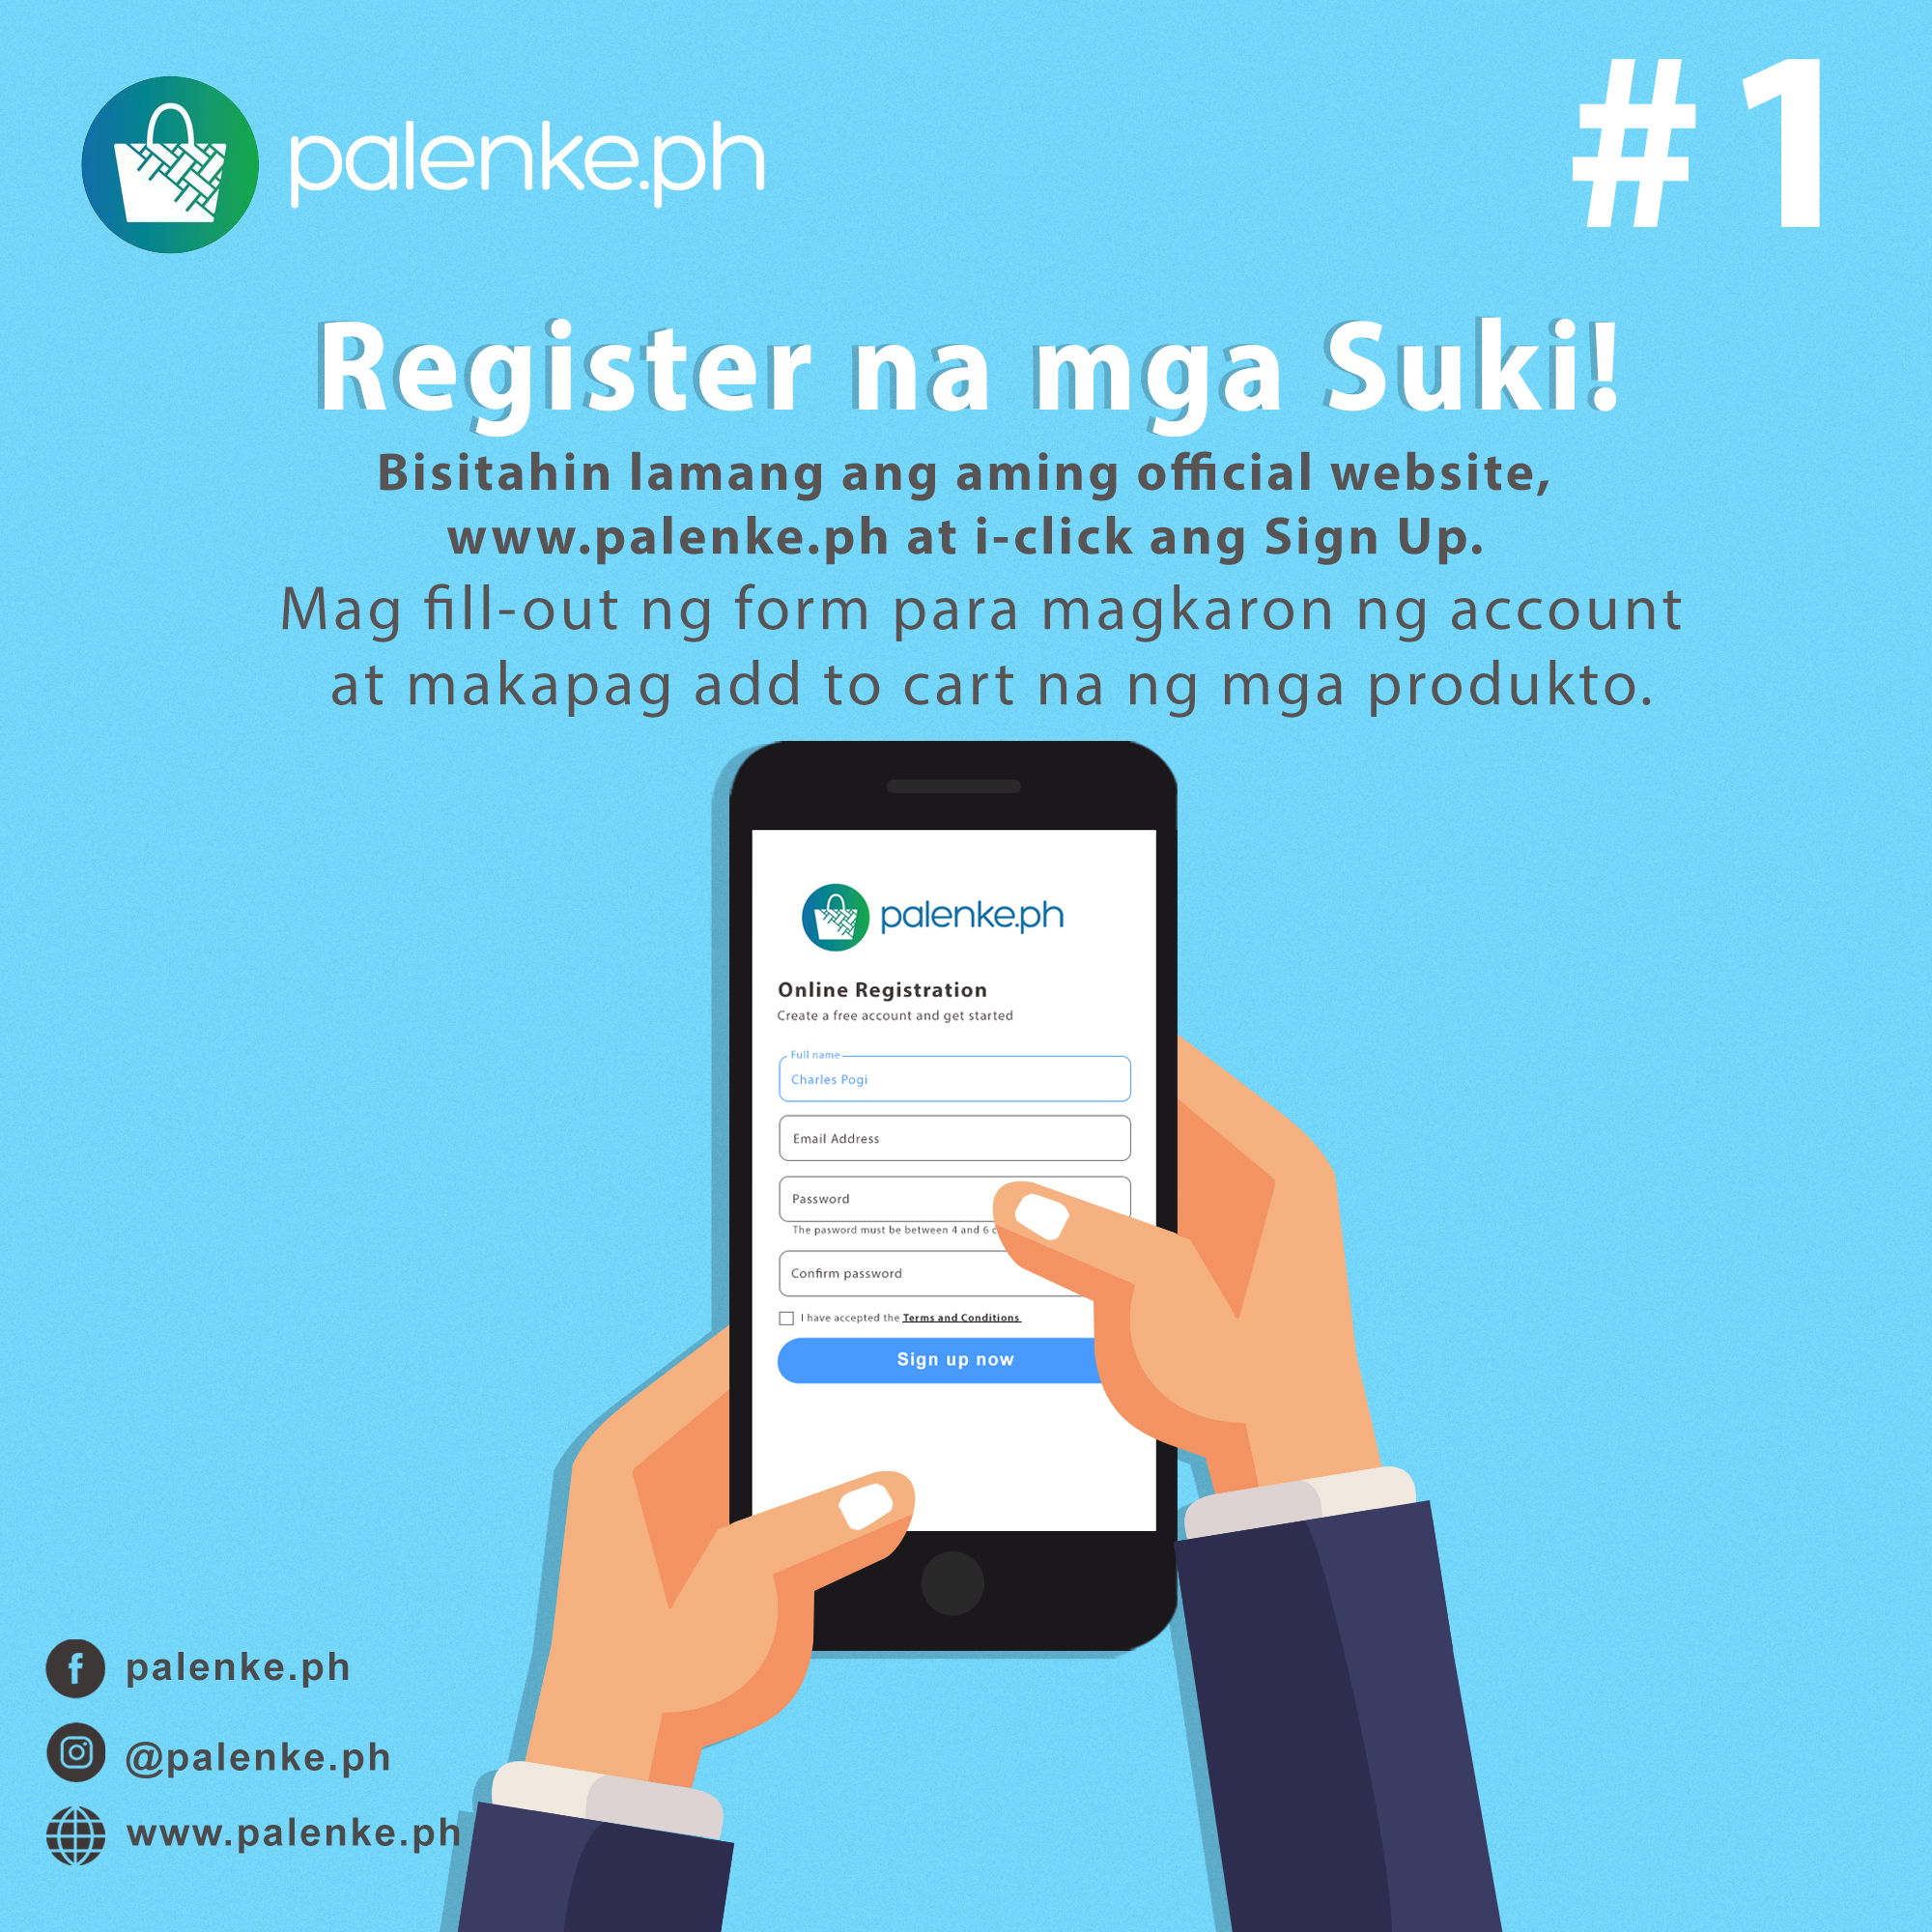 palenke.ph
#1
Register na mga Suki!
Bisitahin lamang ang aming official website,
www.palenke.ph at i-click ang Sign Up.
Mag fill-out ng form para magkaron ng account
at makapag add to cart na ng mga produkto.
palenke.ph
Online Registration
Create a free account and get started
Full name
Charles Pogi
Email Address
Password
The pasword must be between 4 and 6
Confirm password
I have accepted the Terms and Conditions
Sign up now
palenke.ph
@palenke.ph
www.palenke.ph